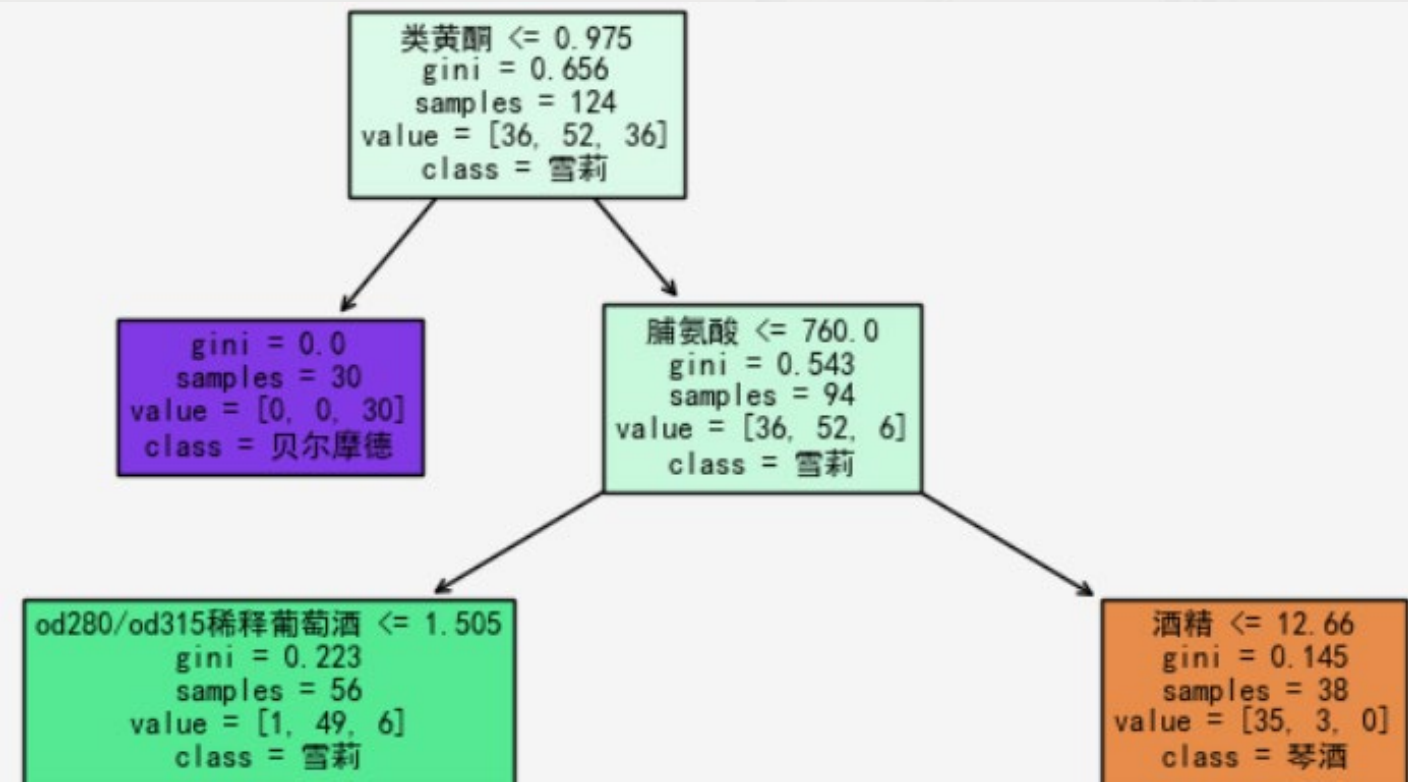 类黄酮 <= 0.975
gini = 0.656
samples = 124
value = [36, 52, 36]
class = 雪莉
gini = 0.0
samples = 30
value = [0, 0, 30]
class = 贝尔摩德
脯氨酸 <= 760.0
gini = 0.543
samples = 94
value = [36, 52, 6]
class = 雪莉
od280/od315稀释葡萄酒 <= 1.505
gini = 0.223
samples = 56
value = [1, 49, 6]
class = 雪莉
酒精 <= 12.66
gini = 0.145
samples = 38
value = [35, 3, 0]
class = 琴酒